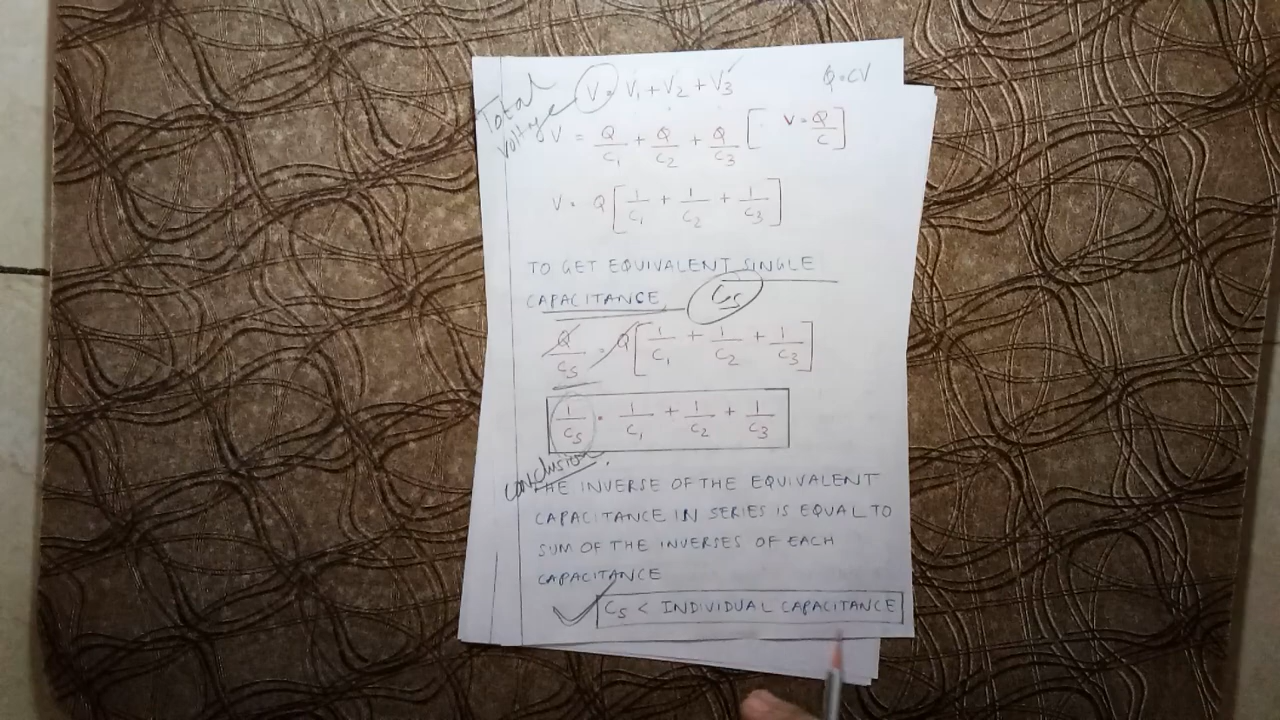 Total voltage
V = V₁ + V₂ + V₃
Q = CV
V = Q/C₁ + Q/C₂ + Q/C₃ [ V = Q/C ]
V = Q [ 1/C₁ + 1/C₂ + 1/C₃ ]
TO GET EQUIVALENT SINGLE
CAPACITANCE Cs
Q/Cs = Q [ 1/C₁ + 1/C₂ + 1/C₃ ]
1/Cs = 1/C₁ + 1/C₂ + 1/C₃
Conclusion:
THE INVERSE OF THE EQUIVALENT
CAPACITANCE IN SERIES IS EQUAL TO
SUM OF THE INVERSES OF EACH
CAPACITANCE
Cs < INDIVIDUAL CAPACITANCE